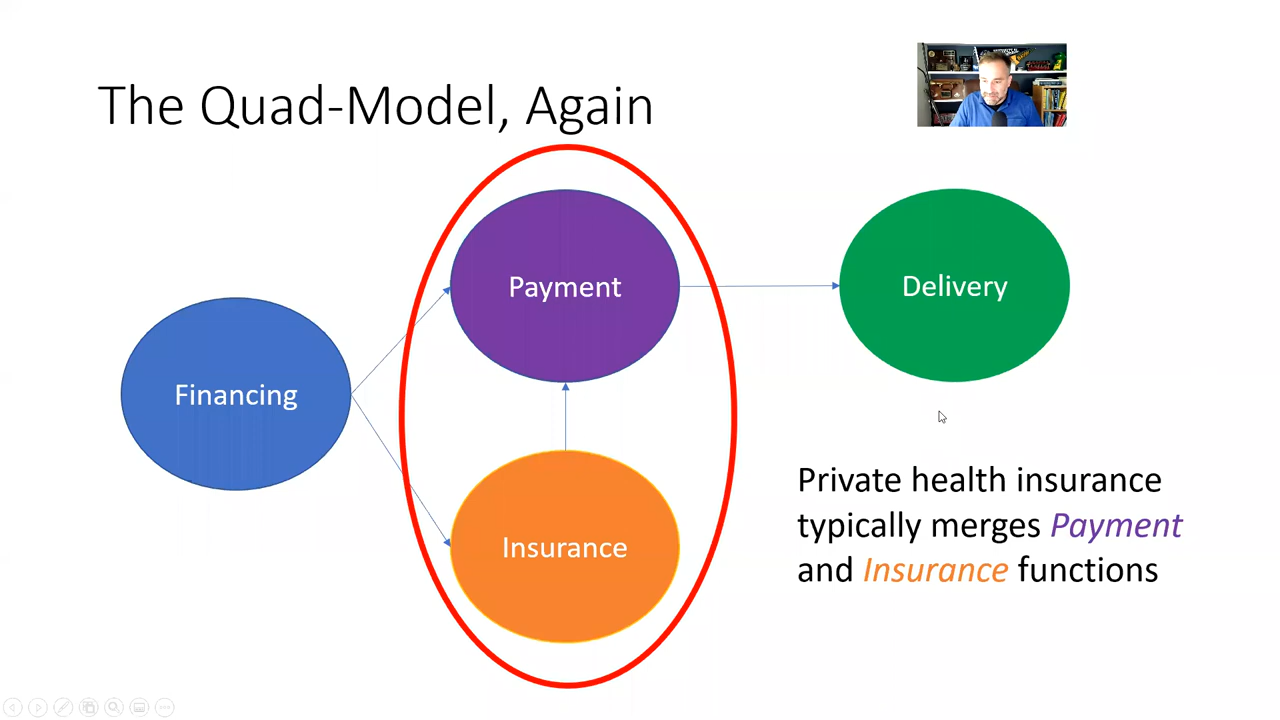 The Quad-Model, Again
Payment
Delivery
Financing
Insurance
Private health insurance
typically merges Payment
and Insurance functions